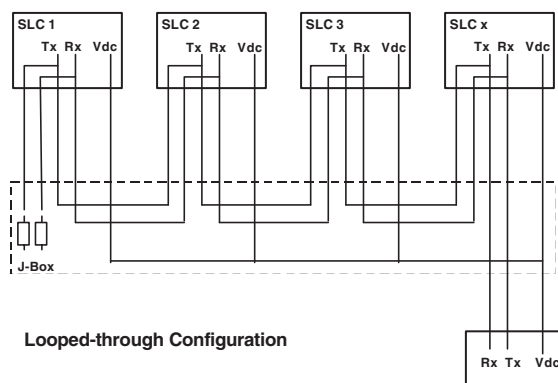 SLC 1 SLC 2 SLC 3 SLC x
Tx Rx Vdc Tx Rx Vdc Tx Rx Vdc Tx Rx Vdc
J-Box
Looped-through Configuration
Rx Tx Vdc